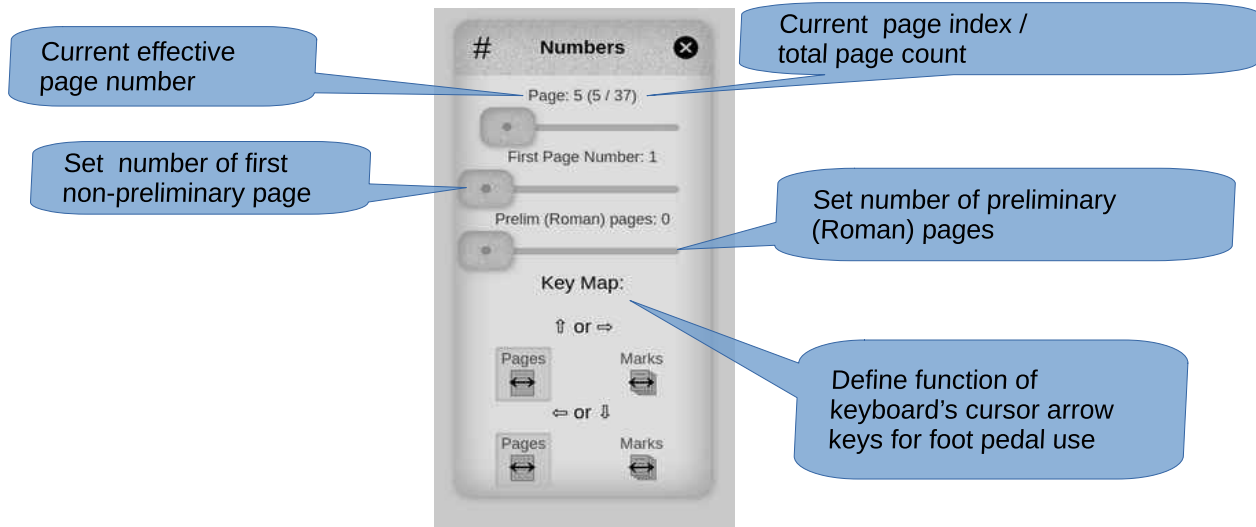 Current effective
page number
Current  page index /
total page count
# Numbers
Page: 5 (5 / 37)
First Page Number: 1
Set  number of first
non-preliminary page
Prelim (Roman) pages: 0
Set number of preliminary
(Roman) pages
Key Map:
⇧ or ⇨
Pages Marks
⇦ or ⇩
Pages Marks
Define function of
keyboard's cursor arrow
keys for foot pedal use